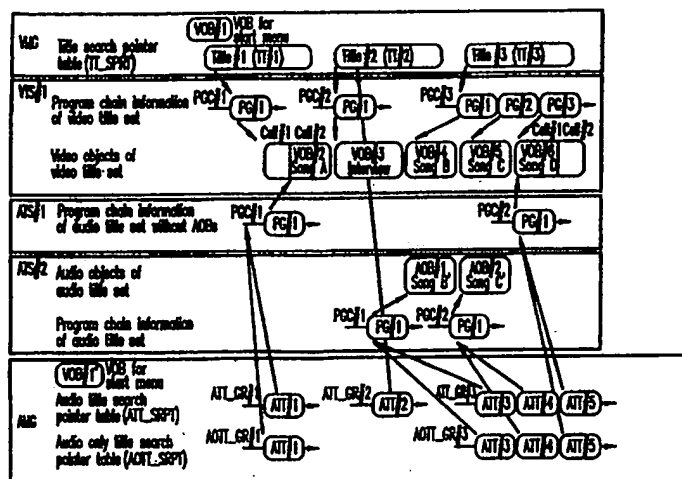 VOB#1 VOB for
start menu
VMG Title search pointer
table (TT_SPRT)
Title #1 (TT#1) Title #2 (TT#2) Title #3 (TT#3)
VTS#1 Program chain information
of video title set
PGC#1 PG#1 PGC#2 PG#1 PGC#3 PG#1 PG#2 PG#3
Cell#1 Cell#2 Cell#1 Cell#2
Video objects of
video title set
VOB#2 Song A VOB#3 Interview VOB#4 Song B VOB#5 Song C VOB#6 Song D
ATS#1 Program chain information
of audio title set without AOBs
PGC#1 PG#1 PGC#2 PG#1
ATS#2 Audio objects of
audio title set
AOB#1 Song B' AOB#2 Song C'
Program chain information
of audio title set
PGC#1 PG#1 PGC#2 PG#1
VOB#1' VOB for
start menu
AMG Audio title search
pointer table (ATT_SRPT)
ATT_GR#1 ATT#1 ATT_GR#2 ATT#2 ATT_GR#3 ATT#3 ATT#4 ATT#5
Audio only title search
pointer table (AOTT_SRPT)
AOTT_GR#1 ATT#1 AOTT_GR#3 ATT#3 ATT#4 ATT#5